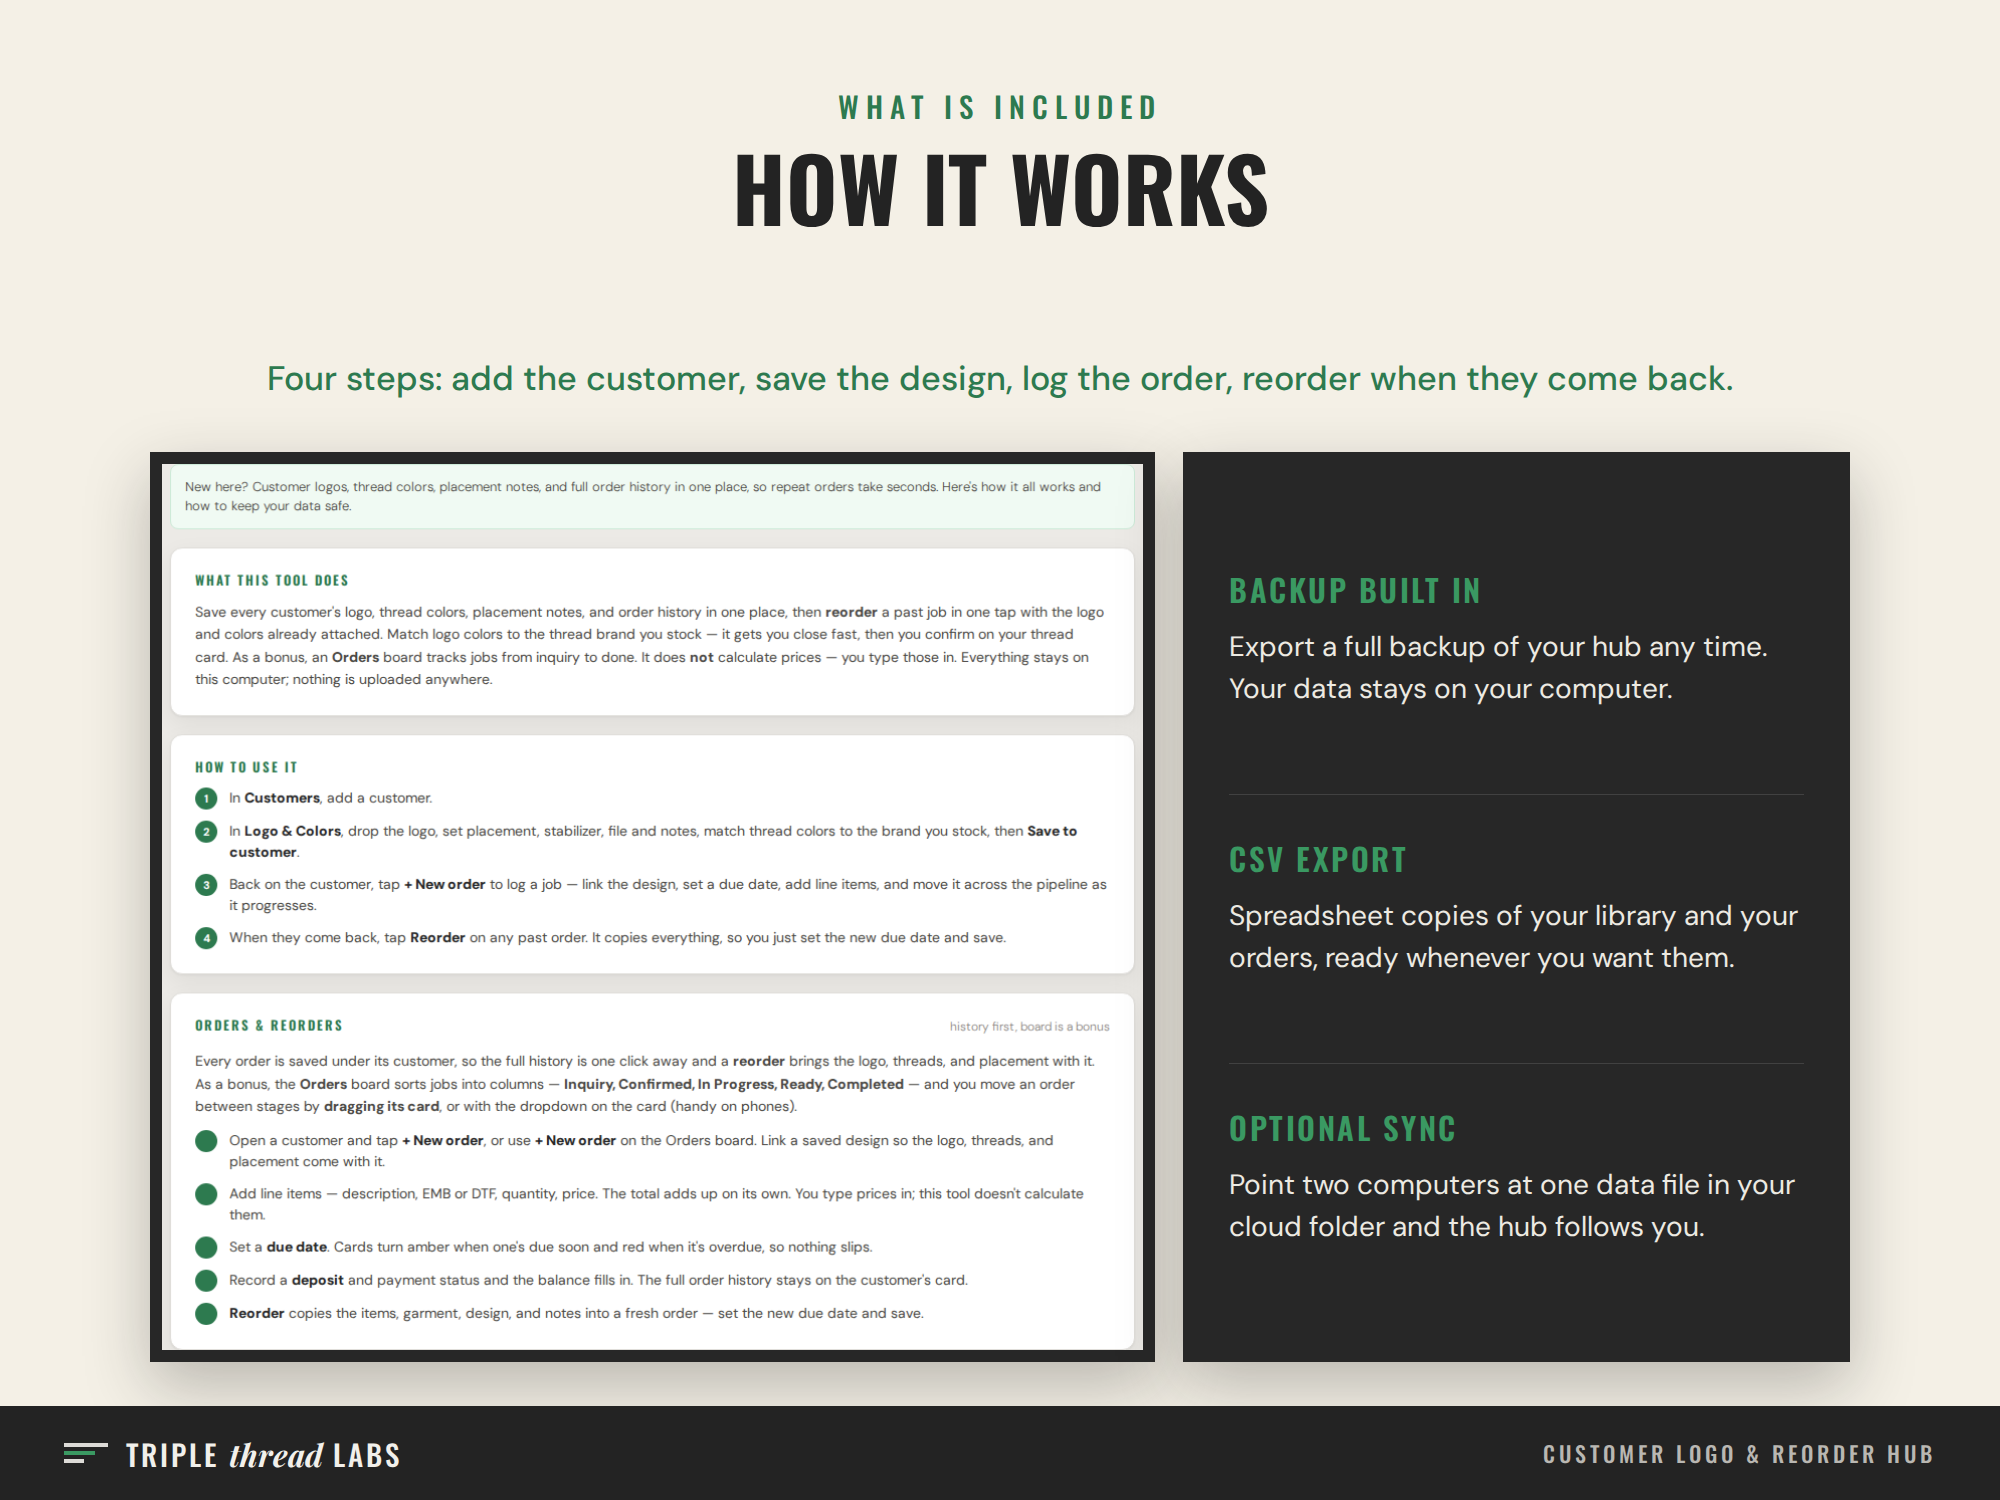 WHAT IS INCLUDED
HOW IT WORKS
Four steps: add the customer, save the design, log the order, reorder when they come back.
New here? Customer logos, thread colors, placement notes, and full order history in one place, so repeat orders take seconds. Here's how it all works and
how to keep your data safe.
WHAT THIS TOOL DOES
Save every customer's logo, thread colors, placement notes, and order history in one place, then reorder a past job in one tap with the logo
and colors already attached. Match logo colors to the thread brand you stock — it gets you close fast, then you confirm on your thread
card. As a bonus, an Orders board tracks jobs from inquiry to done. It does not calculate prices — you type those in. Everything stays on
this computer; nothing is uploaded anywhere.
HOW TO USE IT
1 In Customers, add a customer.
2 In Logo & Colors, drop the logo, set placement, stabilizer, file and notes, match thread colors to the brand you stock, then Save to
customer.
3 Back on the customer, tap + New order to log a job — link the design, set a due date, add line items, and move it across the pipeline as
it progresses.
4 When they come back, tap Reorder on any past order. It copies everything, so you just set the new due date and save.
ORDERS & REORDERS
history first, board is a bonus
Every order is saved under its customer, so the full history is one click away and a reorder brings the logo, threads, and placement with it.
As a bonus, the Orders board sorts jobs into columns — Inquiry, Confirmed, In Progress, Ready, Completed — and you move an order
between stages by dragging its card, or with the dropdown on the card (handy on phones).
Open a customer and tap + New order, or use + New order on the Orders board. Link a saved design so the logo, threads, and
placement come with it.
Add line items — description, EMB or DTF, quantity, price. The total adds up on its own. You type prices in; this tool doesn't calculate
them.
Set a due date. Cards turn amber when one's due soon and red when it's overdue, so nothing slips.
Record a deposit and payment status and the balance fills in. The full order history stays on the customer's card.
Reorder copies the items, garment, design, and notes into a fresh order — set the new due date and save.
BACKUP BUILT IN
Export a full backup of your hub any time.
Your data stays on your computer.
CSV EXPORT
Spreadsheet copies of your library and your
orders, ready whenever you want them.
OPTIONAL SYNC
Point two computers at one data file in your
cloud folder and the hub follows you.
TRIPLE thread LABS
CUSTOMER LOGO & REORDER HUB